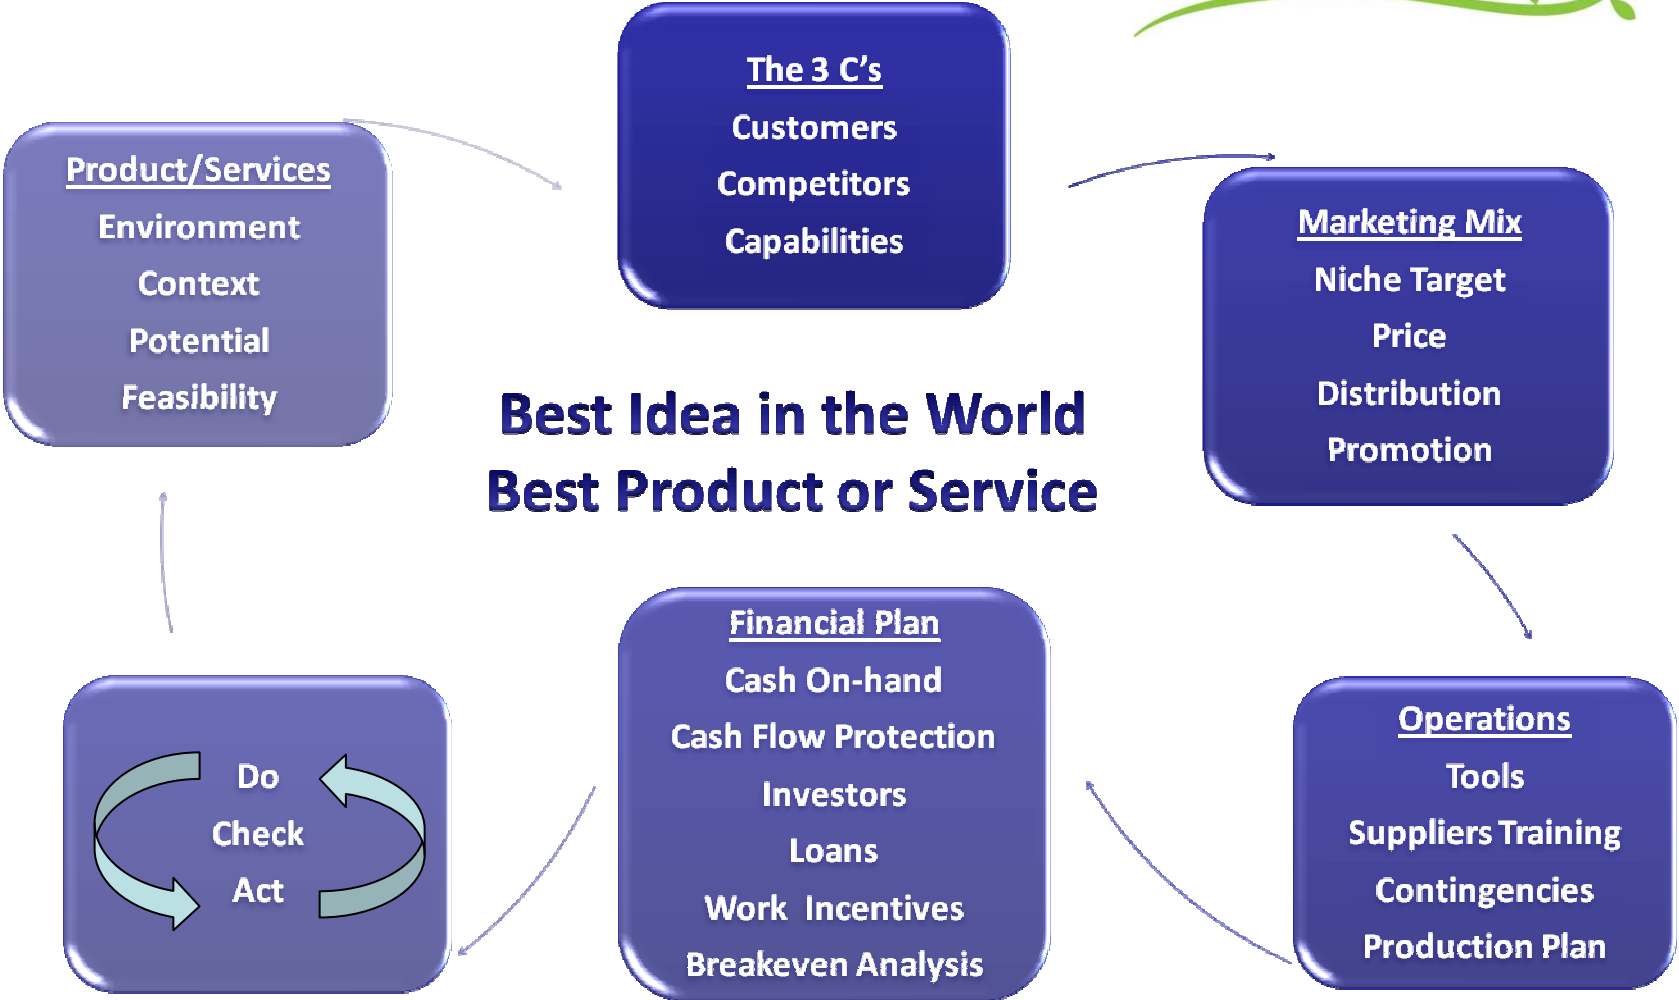 The 3 C's
Customers
Competitors
Capabilities
Product/Services
Environment
Context
Potential
Feasibility
Marketing Mix
Niche Target
Price
Distribution
Promotion
Best Idea in the World
Best Product or Service
Financial Plan
Cash On-hand
Cash Flow Protection
Investors
Loans
Work Incentives
Breakeven Analysis
Do
Check
Act
Operations
Tools
Suppliers Training
Contingencies
Production Plan